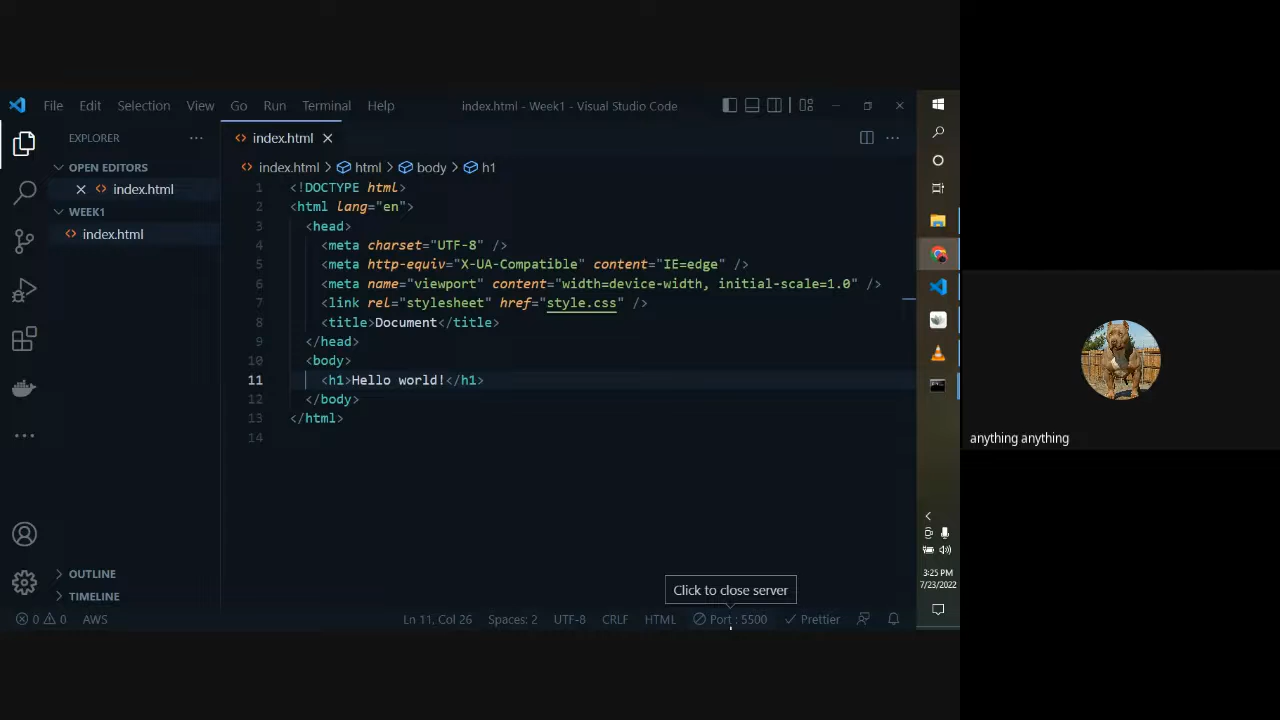 File Edit Selection View Go Run Terminal Help
index.html - Week1 - Visual Studio Code
EXPLORER
OPEN EDITORS
index.html
WEEK1
index.html
OUTLINE
TIMELINE
index.html
index.html > html > body > h1
1 <!DOCTYPE html>
2 <html lang="en">
3 <head>
4 <meta charset="UTF-8" />
5 <meta http-equiv="X-UA-Compatible" content="IE=edge" />
6 <meta name="viewport" content="width=device-width, initial-scale=1.0" />
7 <link rel="stylesheet" href="style.css" />
8 <title>Document</title>
9 </head>
10 <body>
11 <h1>Hello world!</h1>
12 </body>
13 </html>
14
Click to close server
0 0 AWS
Ln 11, Col 26 Spaces: 2 UTF-8 CRLF HTML Port : 5500 Prettier
3:25 PM
7/23/2022
anything anything